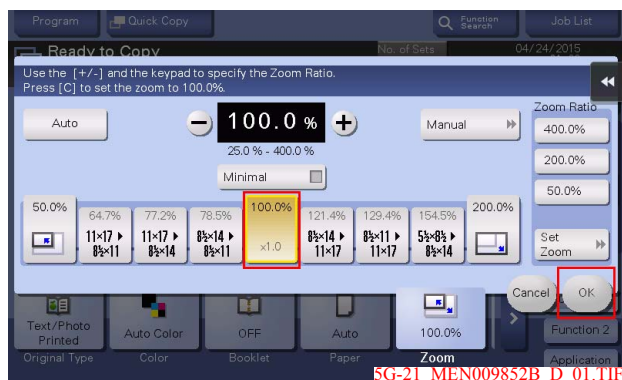 Program
Quick Copy
Function Search
Job List
Ready to Copy
No. of Sets
04/24/2015
Use the [+/-] and the keypad to specify the Zoom Ratio.
Press [C] to set the zoom to 100.0%.
Auto
100.0 %
25.0 % - 400.0 %
Manual
Minimal
Zoom Ratio
400.0%
200.0%
50.0%
Set Zoom
50.0%
64.7%
11×17 ▸ 8½×11
77.2%
11×17 ▸ 8½×14
78.5%
8½×14 ▸ 8½×11
100.0%
×1.0
121.4%
8½×14 ▸ 11×17
129.4%
8½×11 ▸ 11×17
154.5%
5½×8½ ▸ 8½×14
200.0%
Cancel
OK
Text/Photo Printed
Auto Color
OFF
Auto
100.0%
Function 2
Original Type
Color
Booklet
Paper
Zoom
Application
5G-21_MEN009852B_D_01.TIF